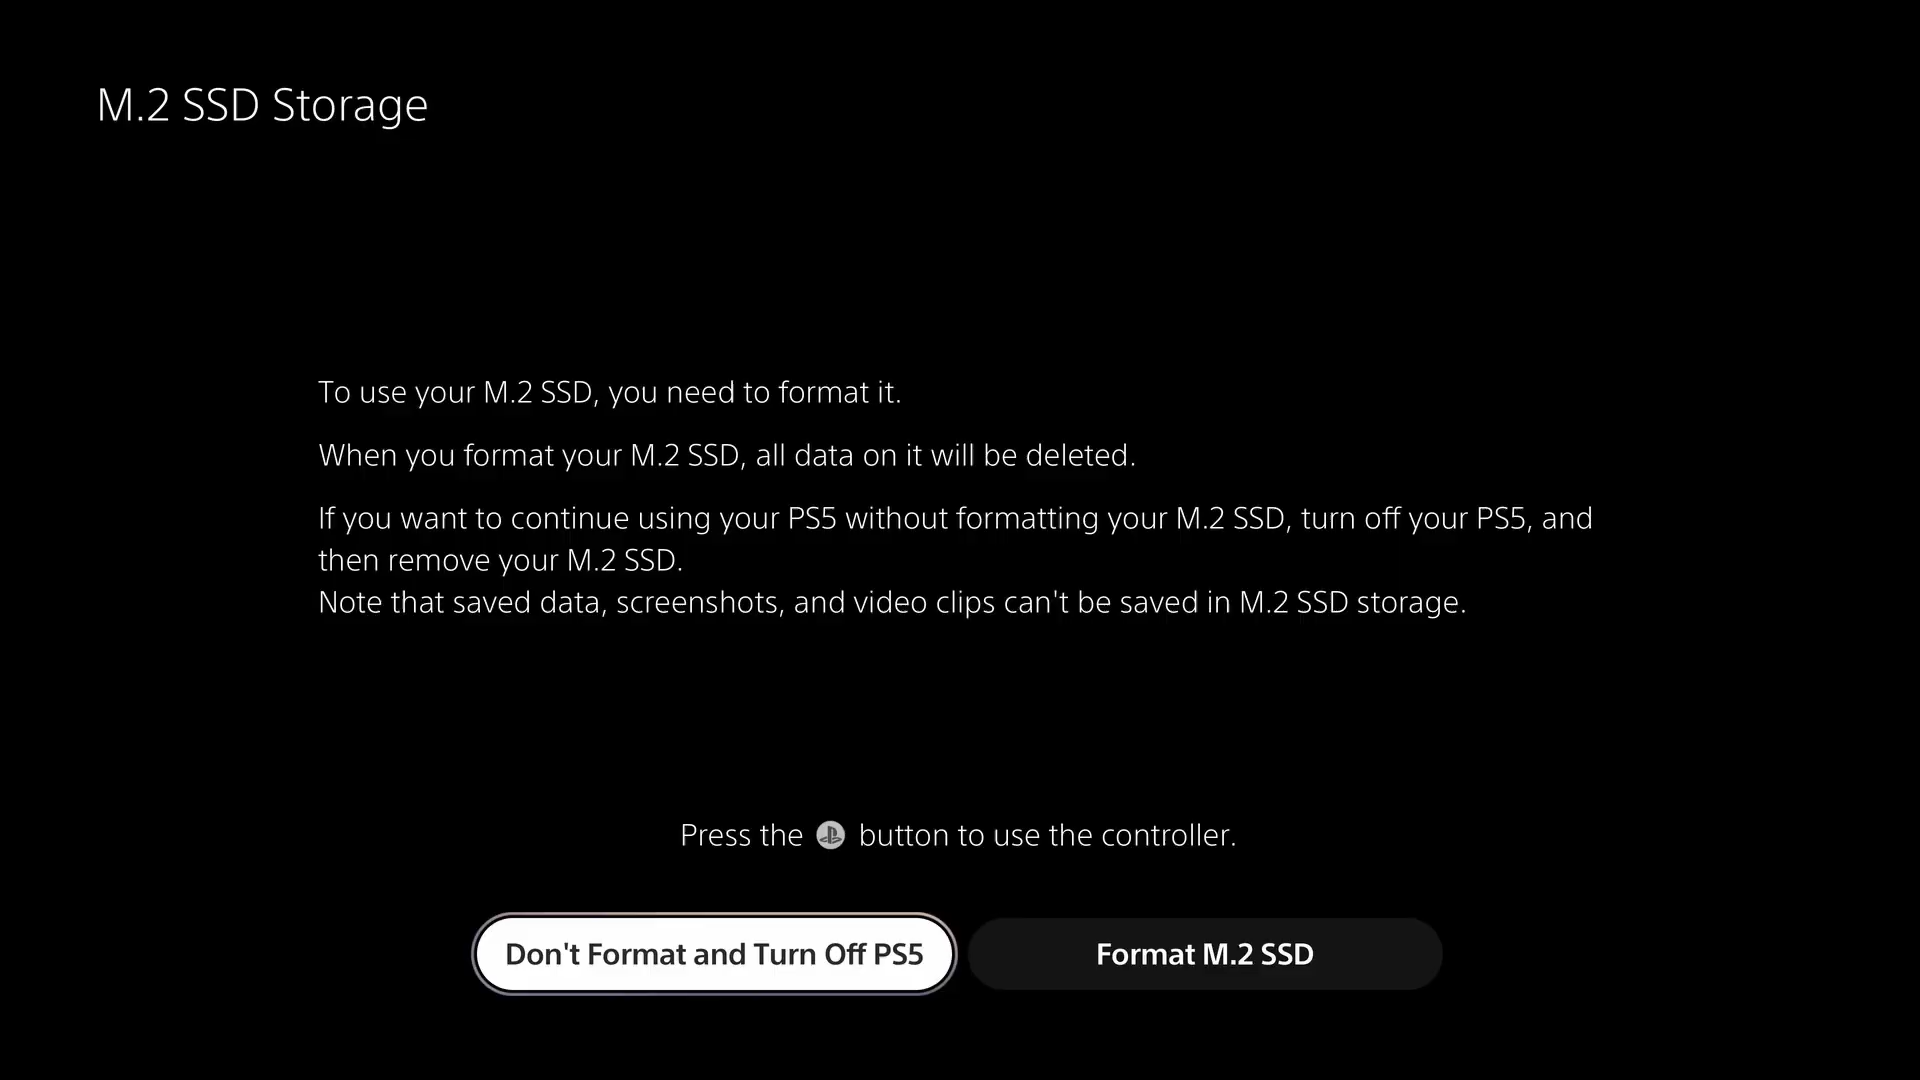 M.2 SSD Storage
To use your M.2 SSD, you need to format it.
When you format your M.2 SSD, all data on it will be deleted.
If you want to continue using your PS5 without formatting your M.2 SSD, turn off your PS5, and
then remove your M.2 SSD.
Note that saved data, screenshots, and video clips can't be saved in M.2 SSD storage.
Press the button to use the controller.
Don't Format and Turn Off PS5
Format M.2 SSD